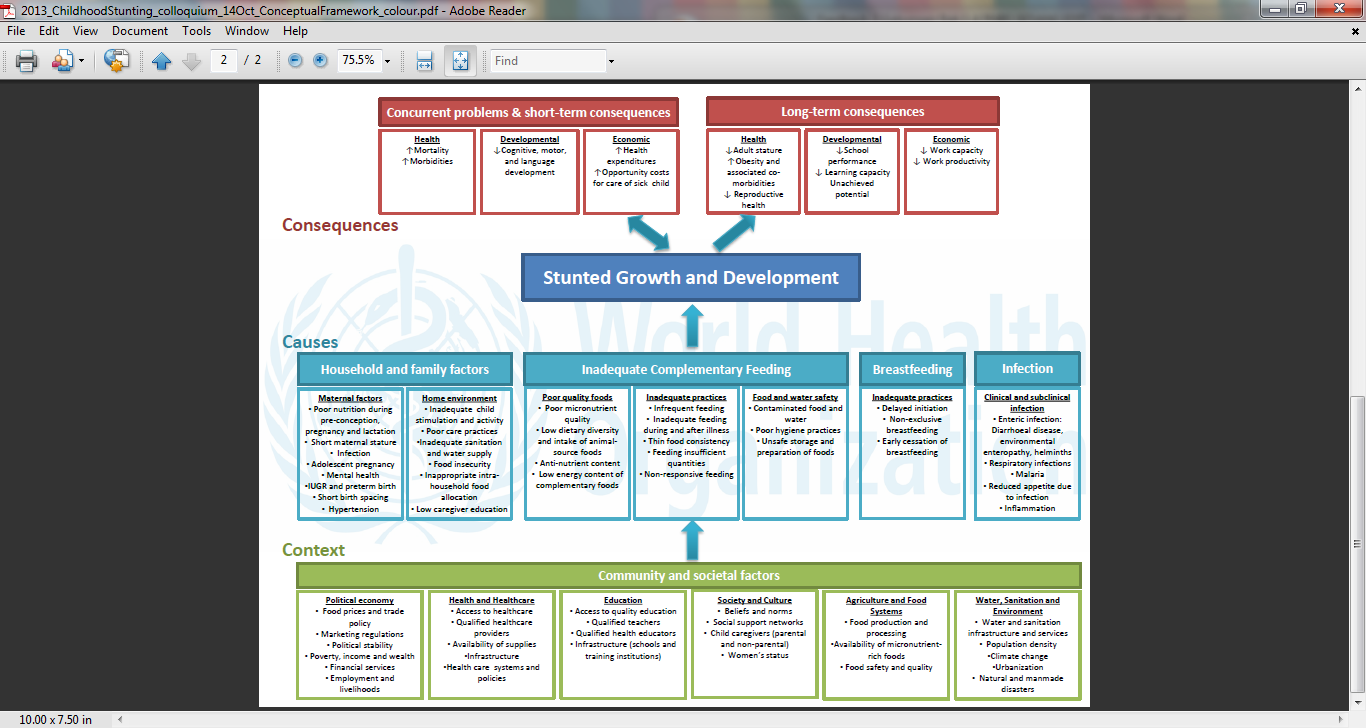 2013_ChildhoodStunting_colloquium_14Oct_ConceptualFramework_colour.pdf - Adobe Reader
File Edit View Document Tools Window Help
2 / 2 75.5% Find
Concurrent problems & short-term consequences
Health
↑Mortality
↑Morbidities
Developmental
↓Cognitive, motor,
and language
development
Economic
↑Health
expenditures
↑Opportunity costs
for care of sick child
Long-term consequences
Health
↓Adult stature
↑Obesity and
associated co-
morbidities
↓ Reproductive
health
Developmental
↓School
performance
↓ Learning capacity
Unachieved
potential
Economic
↓ Work capacity
↓ Work productivity
Consequences
Stunted Growth and Development
World Health
Organization
Causes
Household and family factors
Maternal factors
• Poor nutrition during
pre-conception,
pregnancy and lactation
• Short maternal stature
• Infection
• Adolescent pregnancy
• Mental health
•IUGR and preterm birth
• Short birth spacing
• Hypertension
Home environment
• Inadequate child
stimulation and activity
• Poor care practices
•Inadequate sanitation
and water supply
• Food insecurity
• Inappropriate intra-
household food
allocation
• Low caregiver education
Inadequate Complementary Feeding
Poor quality foods
• Poor micronutrient
quality
• Low dietary diversity
and intake of animal-
source foods
• Anti-nutrient content
• Low energy content of
complementary foods
Inadequate practices
• Infrequent feeding
• Inadequate feeding
during and after illness
• Thin food consistency
• Feeding insufficient
quantities
• Non-responsive feeding
Food and water safety
• Contaminated food and
water
• Poor hygiene practices
• Unsafe storage and
preparation of foods
Breastfeeding
Inadequate practices
• Delayed initiation
• Non-exclusive
breastfeeding
• Early cessation of
breastfeeding
Infection
Clinical and subclinical
infection
• Enteric infection:
Diarrhoeal disease,
environmental
enteropathy, helminths
• Respiratory infections
• Malaria
• Reduced appetite due
to infection
• Inflammation
Context
Community and societal factors
Political economy
• Food prices and trade
policy
• Marketing regulations
• Political stability
• Poverty, income and wealth
• Financial services
• Employment and
livelihoods
Health and Healthcare
• Access to healthcare
• Qualified healthcare
providers
• Availability of supplies
•Infrastructure
•Health care systems and
policies
Education
• Access to quality education
• Qualified teachers
• Qualified health educators
• Infrastructure (schools and
training institutions)
Society and Culture
• Beliefs and norms
• Social support networks
• Child caregivers (parental
and non-parental)
• Women's status
Agriculture and Food
Systems
• Food production and
processing
•Availability of micronutrient-
rich foods
• Food safety and quality
Water, Sanitation and
Environment
• Water and sanitation
infrastructure and services
• Population density
•Climate change
•Urbanization
• Natural and manmade
disasters
10.00 x 7.50 in